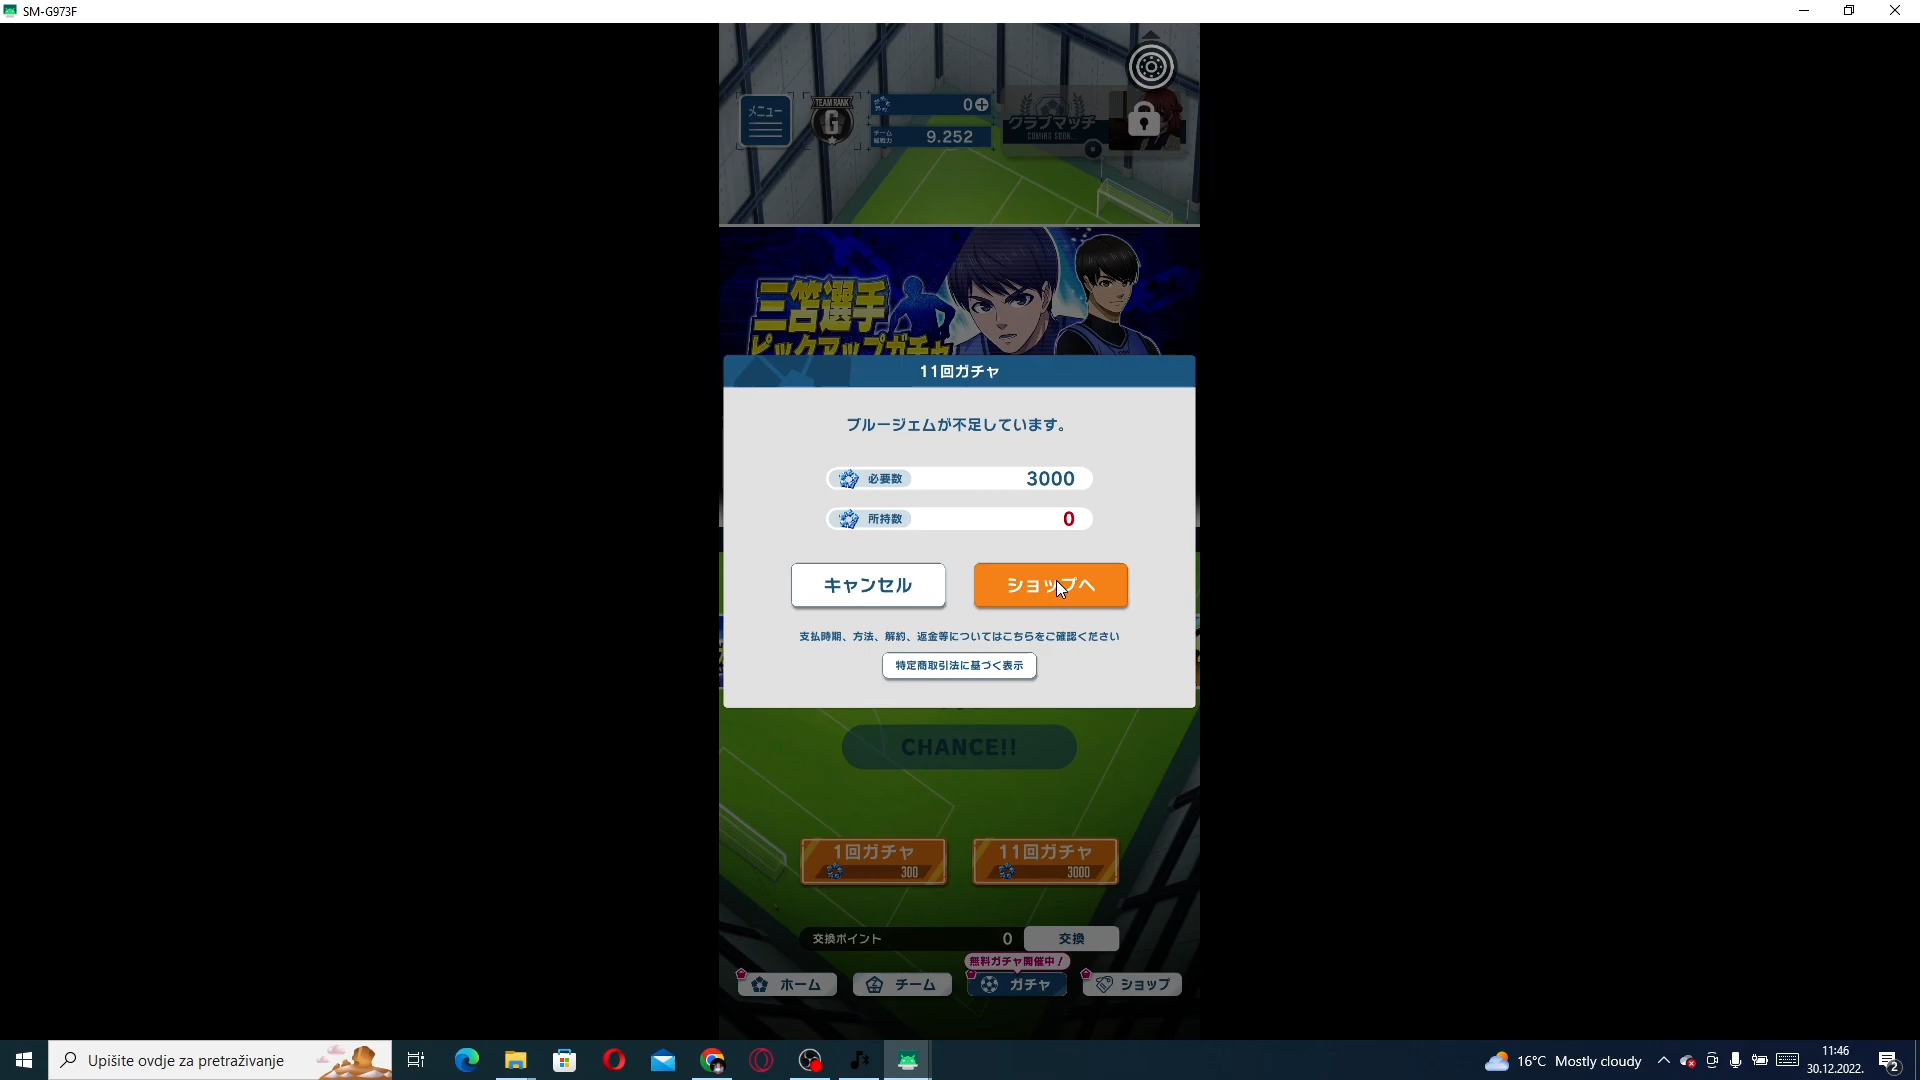 SM-G973F
メニュー
TEAM RANK
G
0
チーム
総戦力
9.252
クラブマッチ
COMING SOON...
三笘選手
ピックアップガチャ
11回ガチャ
ブルージェムが不足しています。
必要数 3000
所持数 0
キャンセル ショップへ
支払時期、方法、解約、返金等についてはこちらをご確認ください
特定商取引法に基づく表示
CHANCE!!
1回ガチャ 11回ガチャ
300 3000
交換ポイント 0 交換
無料ガチャ開催中！
ホーム チーム ガチャ ショップ
Upišite ovdje za pretraživanje
16°C Mostly cloudy
11:46
30.12.2022.
2